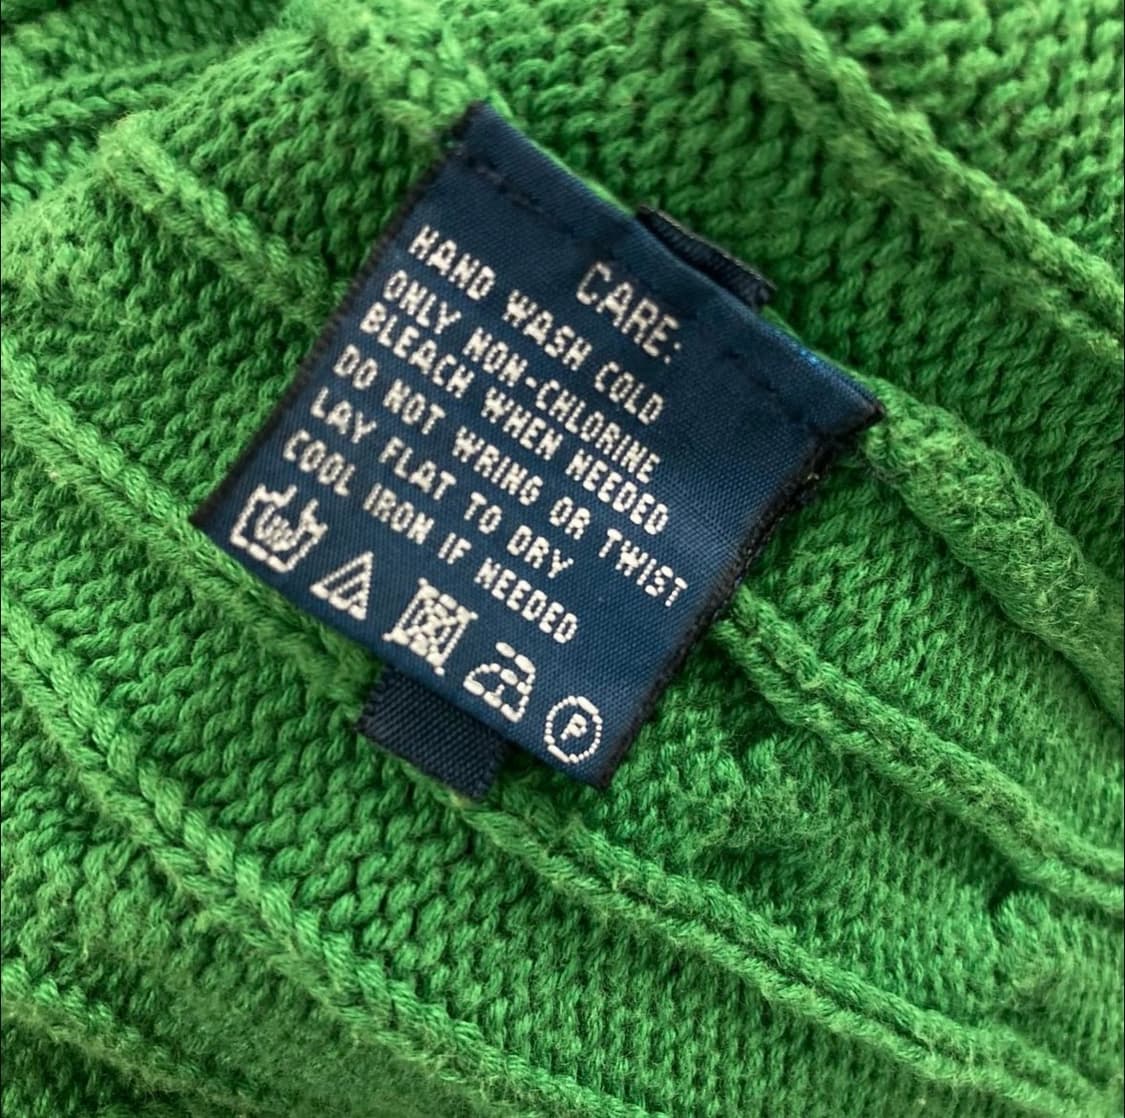 CARE:
HAND WASH COLD
ONLY NON-CHLORINE
BLEACH WHEN NEEDED
DO NOT WRING OR TWIST
LAY FLAT TO DRY
COOL IRON IF NEEDED
P